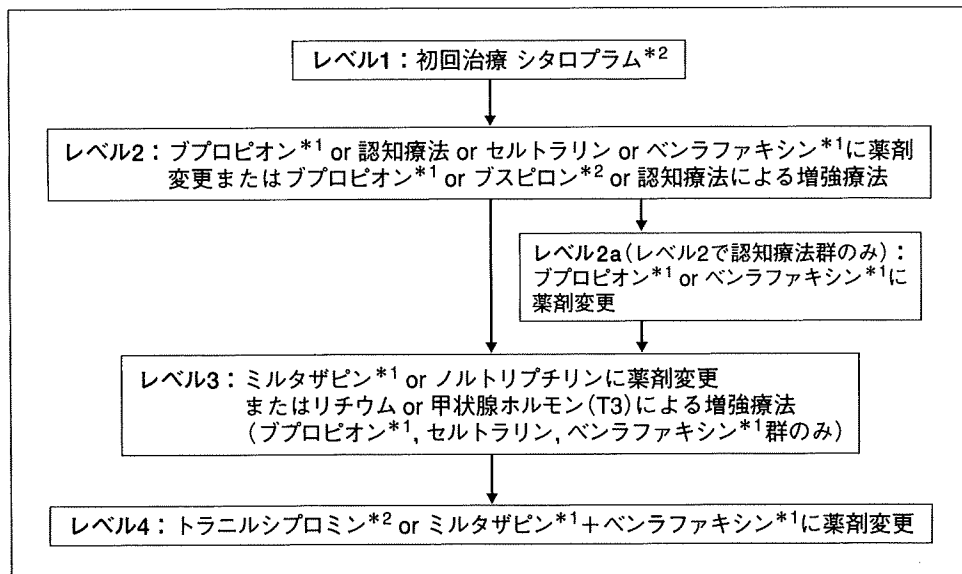 レベル1：初回治療 シタロプラム*2
レベル2：ブプロピオン*1 or 認知療法 or セルトラリン or ベンラファキシン*1に薬剤
変更またはブプロピオン*1 or ブスピロン*2 or 認知療法による増強療法
レベル2a（レベル2で認知療法群のみ）：
ブプロピオン*1 or ベンラファキシン*1に
薬剤変更
レベル3：ミルタザピン*1 or ノルトリプチリンに薬剤変更
またはリチウム or 甲状腺ホルモン（T3）による増強療法
（ブプロピオン*1, セルトラリン, ベンラファキシン*1群のみ）
レベル4：トラニルシプロミン*2 or ミルタザピン*1＋ベンラファキシン*1に薬剤変更